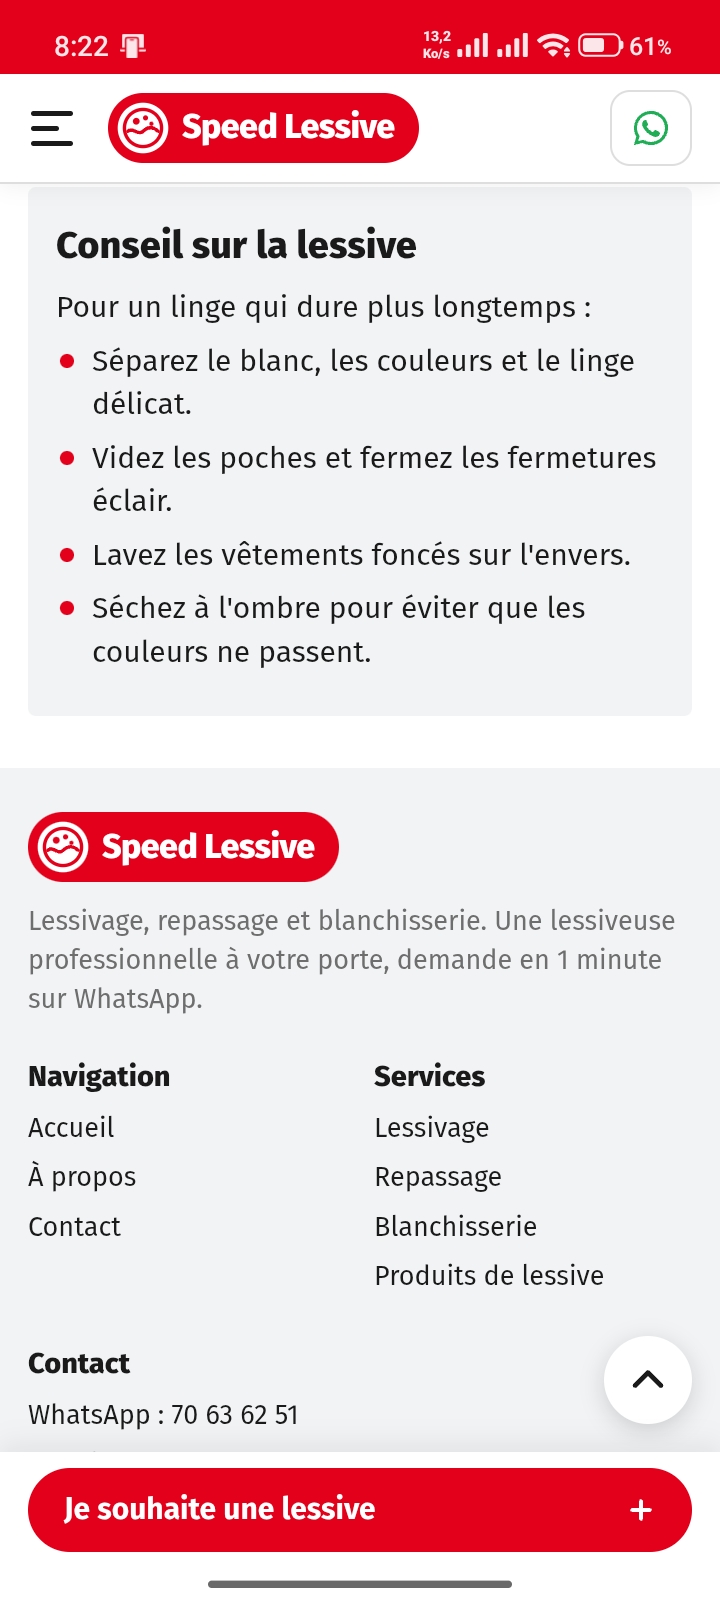 8:22
13,2
Ko/s
61%
Speed Lessive
Conseil sur la lessive
Pour un linge qui dure plus longtemps :
Séparez le blanc, les couleurs et le linge
délicat.
Videz les poches et fermez les fermetures
éclair.
Lavez les vêtements foncés sur l'envers.
Séchez à l'ombre pour éviter que les
couleurs ne passent.
Speed Lessive
Lessivage, repassage et blanchisserie. Une lessiveuse
professionnelle à votre porte, demande en 1 minute
sur WhatsApp.
Navigation
Accueil
À propos
Contact
Services
Lessivage
Repassage
Blanchisserie
Produits de lessive
Contact
WhatsApp : 70 63 62 51
Je souhaite une lessive +